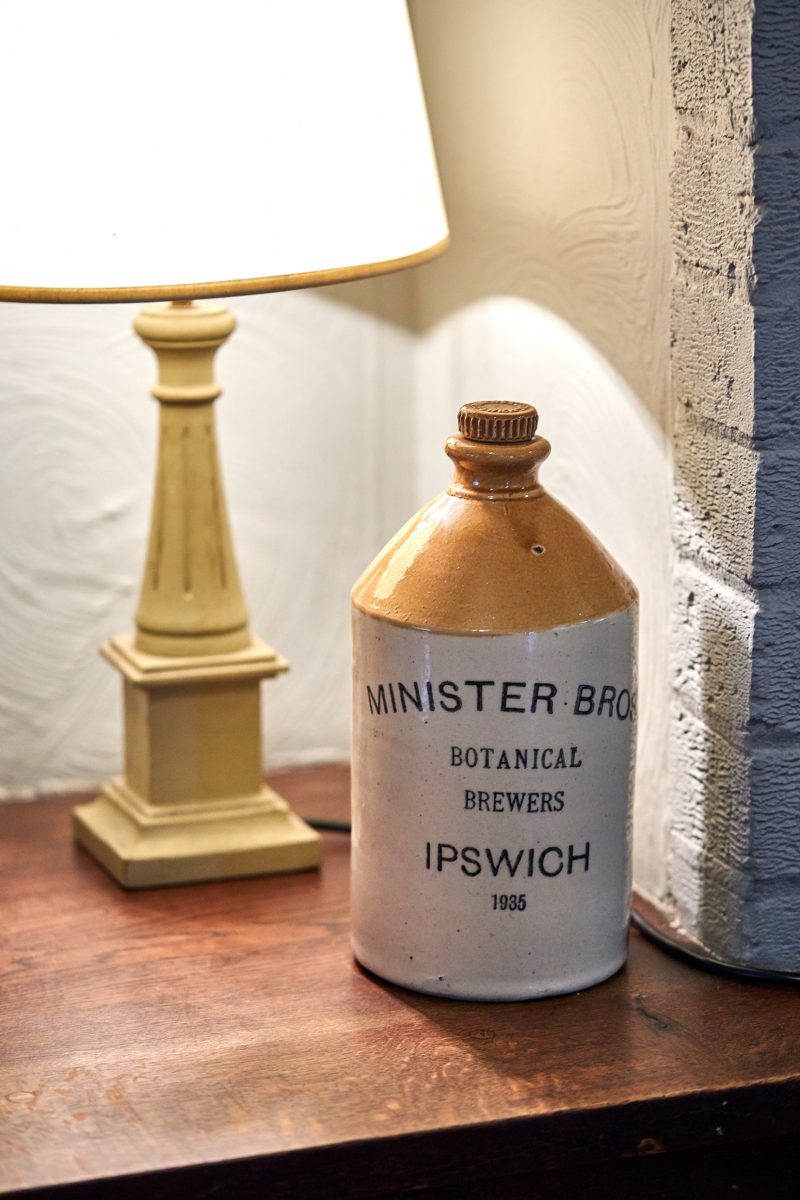 MINISTER BROS
BOTANICAL
BREWERS
IPSWICH
1935